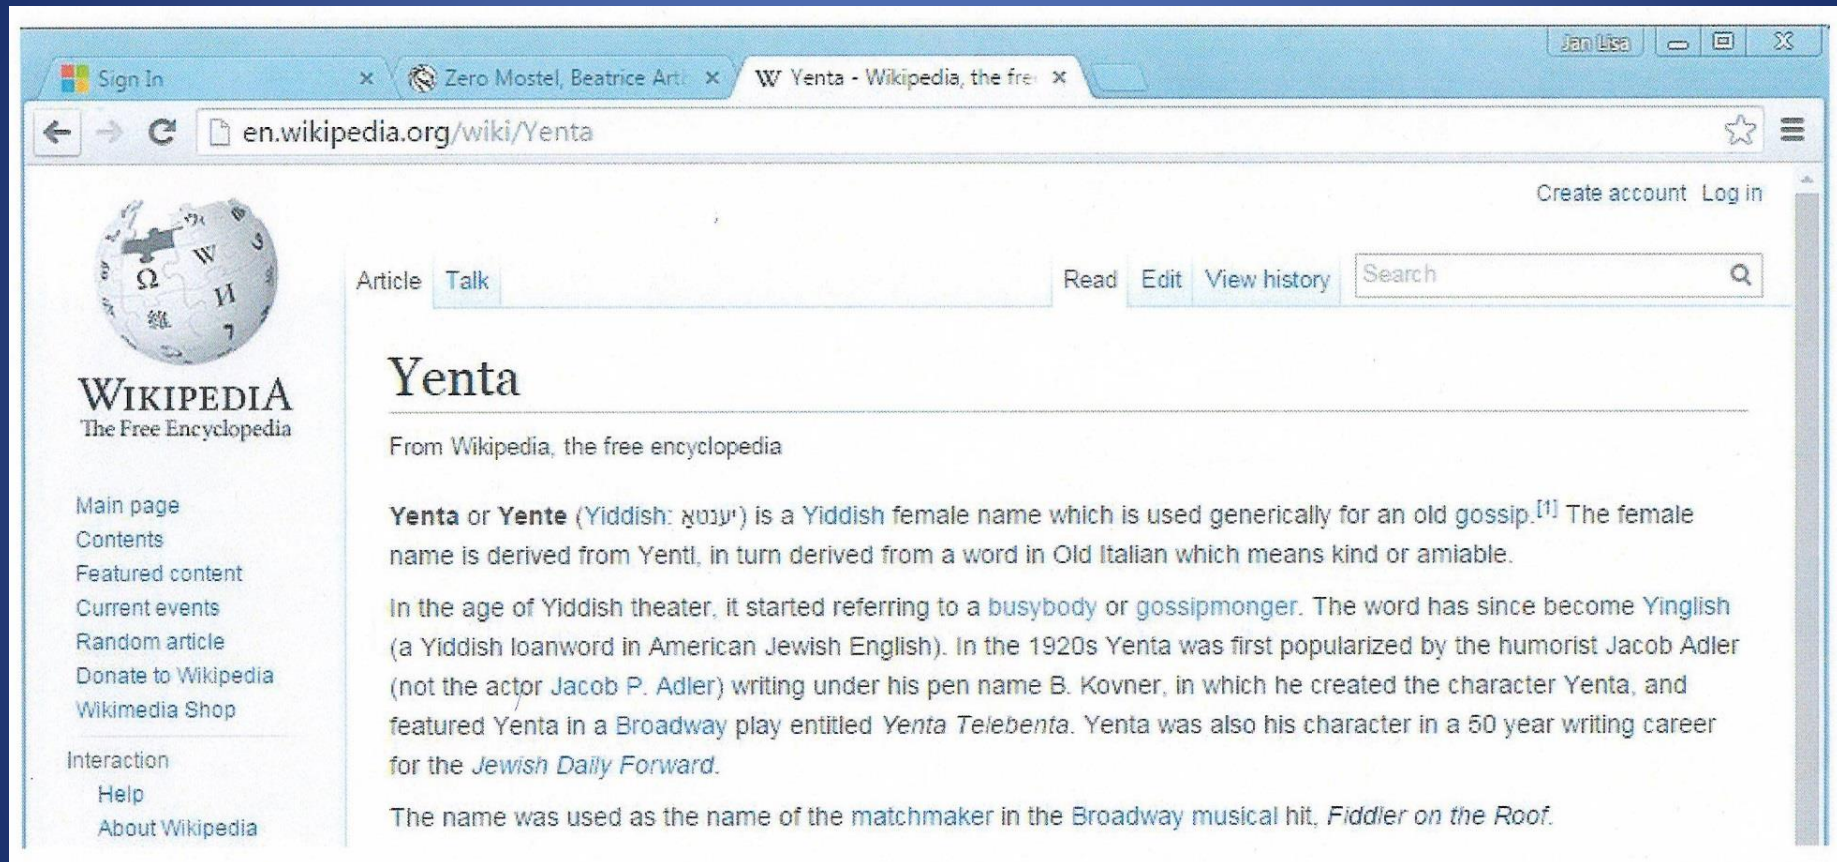 Jan Lisa
Sign In
Zero Mostel, Beatrice Art
W Yenta - Wikipedia, the fre
en.wikipedia.org/wiki/Yenta
Create account Log in
Article Talk
Read Edit View history Search
WIKIPEDIA
The Free Encyclopedia
Main page
Contents
Featured content
Current events
Random article
Donate to Wikipedia
Wikimedia Shop
Interaction
Help
About Wikipedia
Yenta
From Wikipedia, the free encyclopedia
Yenta or Yente (Yiddish: יענטאָ) is a Yiddish female name which is used generically for an old gossip.[1] The female
name is derived from Yentl, in turn derived from a word in Old Italian which means kind or amiable.
In the age of Yiddish theater, it started referring to a busybody or gossipmonger. The word has since become Yinglish
(a Yiddish loanword in American Jewish English). In the 1920s Yenta was first popularized by the humorist Jacob Adler
(not the actor Jacob P. Adler) writing under his pen name B. Kovner, in which he created the character Yenta, and
featured Yenta in a Broadway play entitled Yenta Telebenta. Yenta was also his character in a 50 year writing career
for the Jewish Daily Forward.
The name was used as the name of the matchmaker in the Broadway musical hit, Fiddler on the Roof.